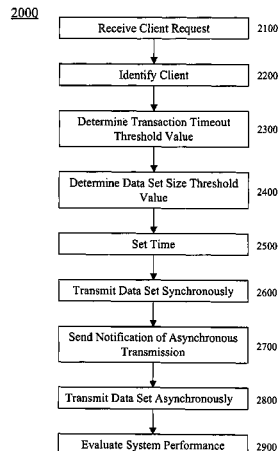 2000
Receive Client Request 2100
Identify Client 2200
Determine Transaction Timeout
Threshold Value 2300
Determine Data Set Size Threshold
Value 2400
Set Time 2500
Transmit Data Set Synchronously 2600
Send Notification of Asynchronous
Transmission 2700
Transmit Data Set Asynchronously 2800
Evaluate System Performance 2900